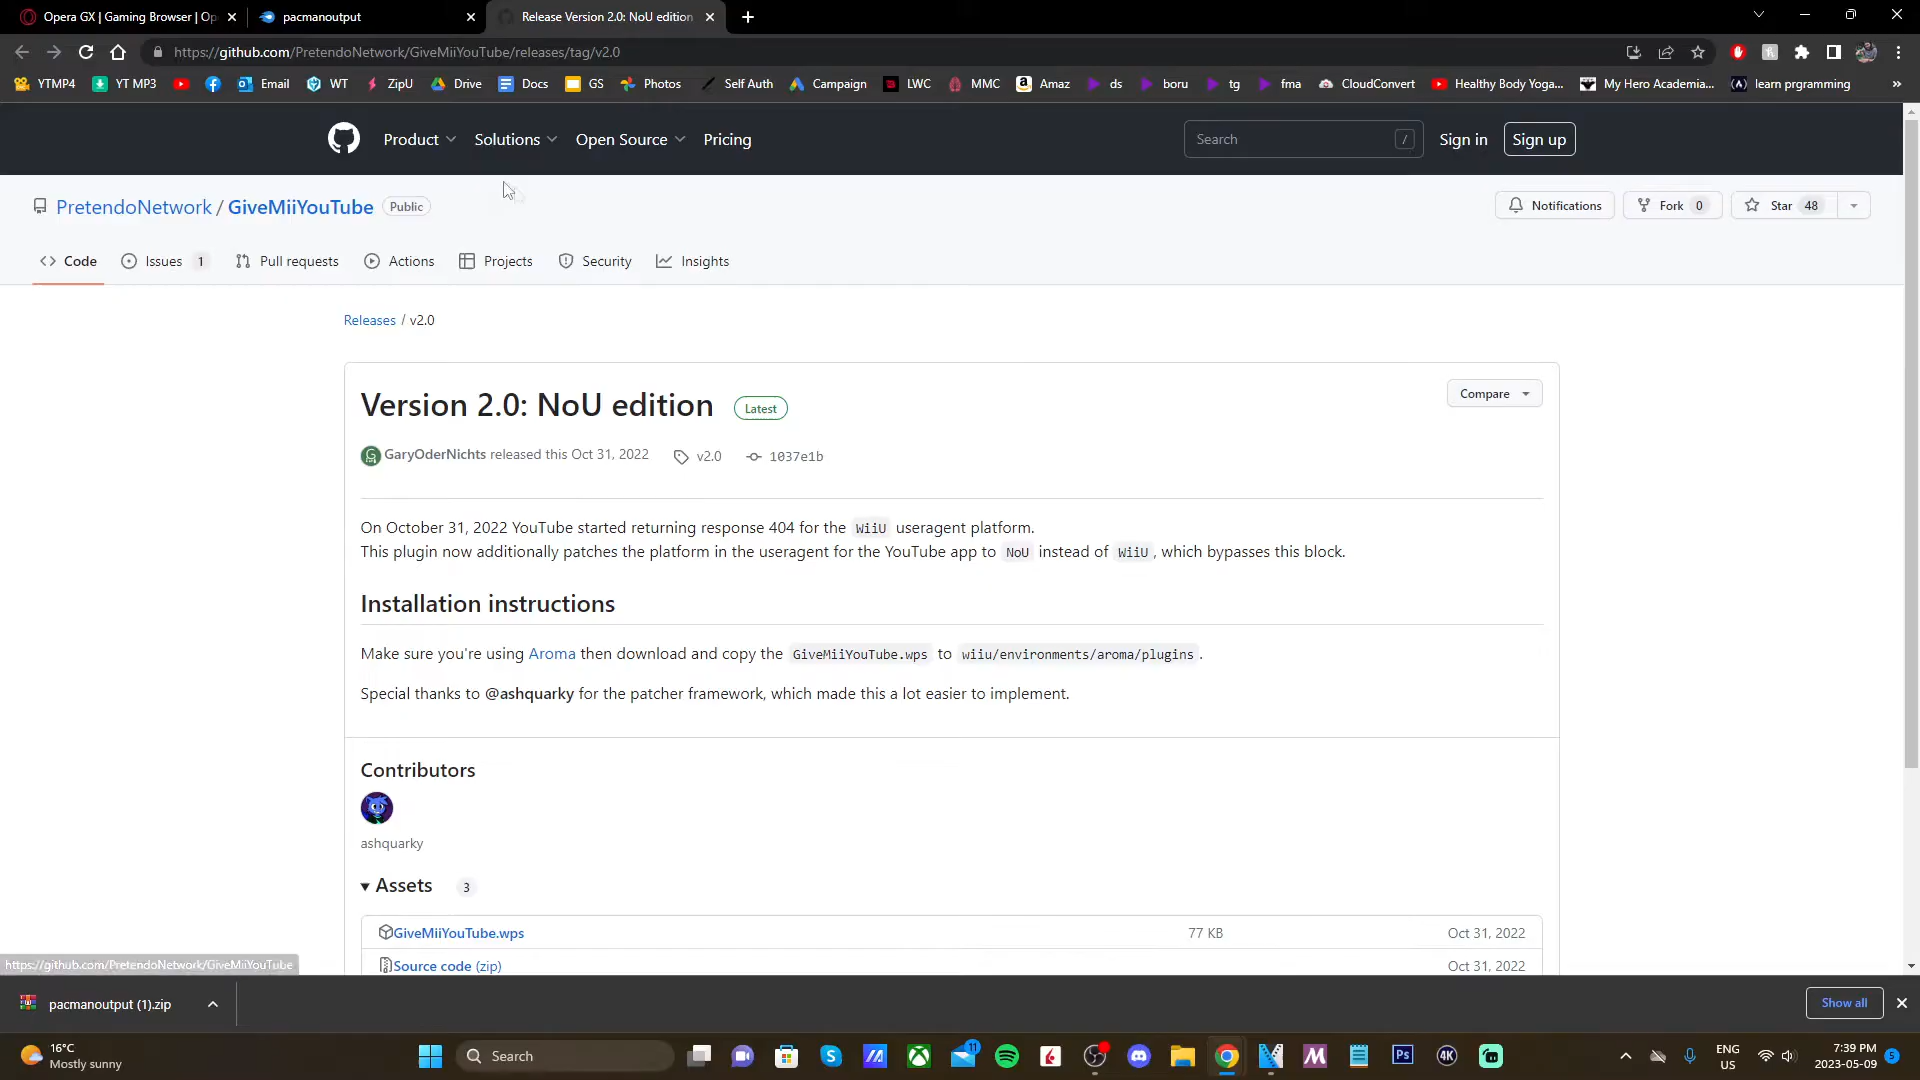 Opera GX | Gaming Browser | Op
pacmanoutput
Release Version 2.0: NoU edition
https://github.com/PretendoNetwork/GiveMiiYouTube/releases/tag/v2.0
YTMP4
YT MP3
Email
WT
ZipU
Drive
Docs
GS
Photos
Self Auth
Campaign
LWC
MMC
Amaz
ds
boru
tg
fma
CloudConvert
Healthy Body Yoga...
My Hero Academia...
learn prgramming
»
Product
Solutions
Open Source
Pricing
Search
/
Sign in
Sign up
PretendoNetwork / GiveMiiYouTube
Public
Notifications
Fork 0
Star 48
Code
Issues 1
Pull requests
Actions
Projects
Security
Insights
Releases / v2.0
Version 2.0: NoU edition
Latest
Compare
GaryOderNichts released this Oct 31, 2022
v2.0
1037e1b
On October 31, 2022 YouTube started returning response 404 for the WiiU useragent platform.
This plugin now additionally patches the platform in the useragent for the YouTube app to NoU instead of WiiU, which bypasses this block.
Installation instructions
Make sure you're using Aroma then download and copy the GiveMiiYouTube.wps to wiiu/environments/aroma/plugins.
Special thanks to @ashquarky for the patcher framework, which made this a lot easier to implement.
Contributors
ashquarky
Assets 3
GiveMiiYouTube.wps
77 KB
Oct 31, 2022
Source code (zip)
Oct 31, 2022
https://github.com/PretendoNetwork/GiveMiiYouTube
pacmanoutput (1).zip
Show all
16°C
Mostly sunny
Search
11
Ps
4K
ENG
US
7:39 PM
2023-05-09
5